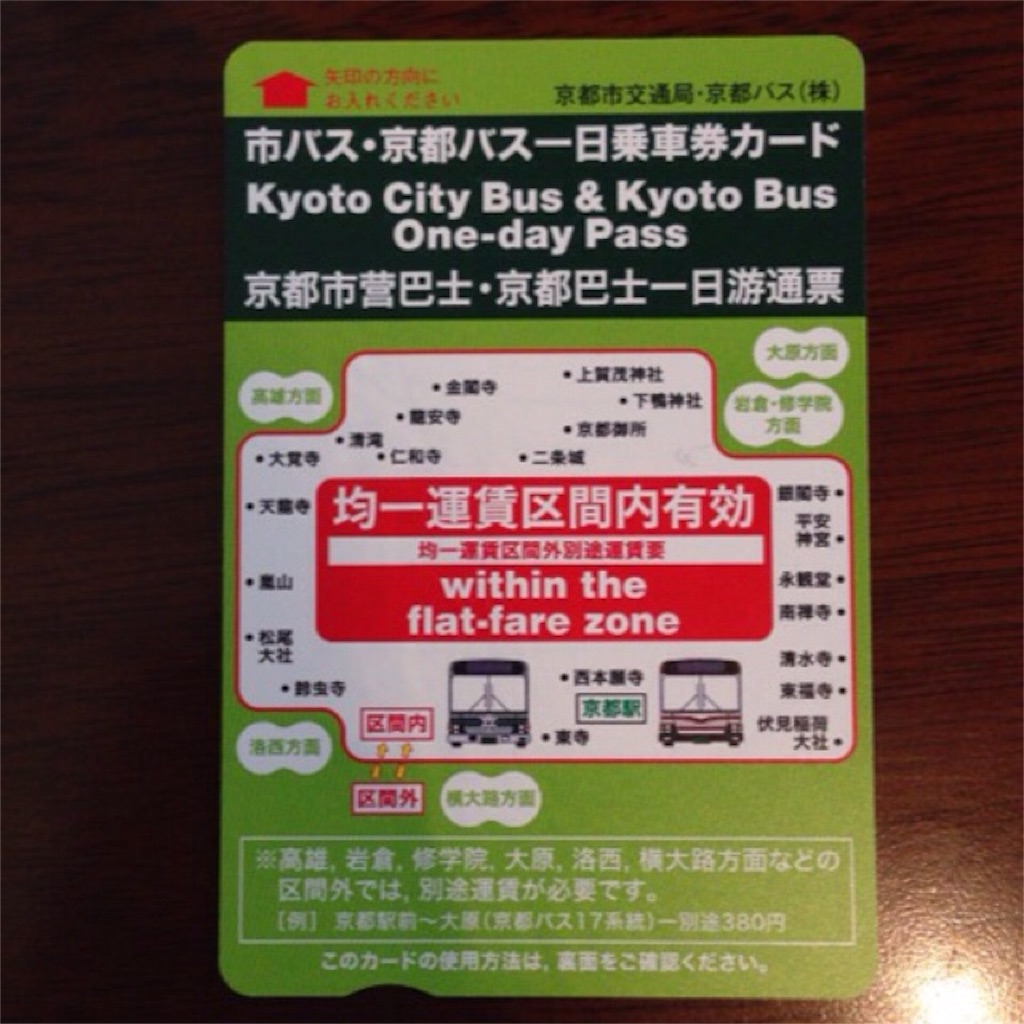 矢印の方向に
お入れください
京都市交通局・京都バス(株)
市バス・京都バス一日乗車券カード
Kyoto City Bus & Kyoto Bus
One-day Pass
京都市营巴士・京都巴士一日游通票
大原方面
高雄方面
岩倉・修学院
方面
・上賀茂神社
・金閣寺
・下鴨神社
・龍安寺
・京都御所
・清滝
・大覚寺
・仁和寺
・二条城
・天龍寺
均一運賃区間内有効
均一運賃区間外別途運賃要
within the
flat-fare zone
銀閣寺・
平安
神宮・
・嵐山
永観堂・
南禅寺・
・松尾
大社
清水寺・
・鈴虫寺
・西本願寺
東福寺・
京都駅
伏見稲荷
大社・
区間内
・東寺
洛西方面
区間外
横大路方面
※高雄, 岩倉, 修学院, 大原, 洛西, 横大路方面などの
区間外では, 別途運賃が必要です。
[例] 京都駅前～大原(京都バス17系統)ー別途380円
このカードの使用方法は, 裏面をご確認ください。